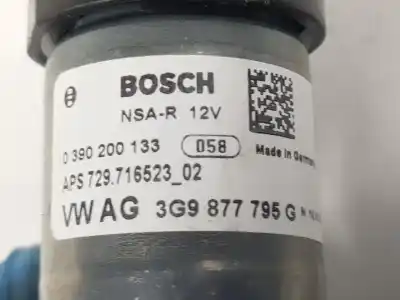 BOSCH
NSA-R 12V
0 390 200 133 058
Made in Germany
APS 729.716523_02
VW AG 3G9 877 795 G H